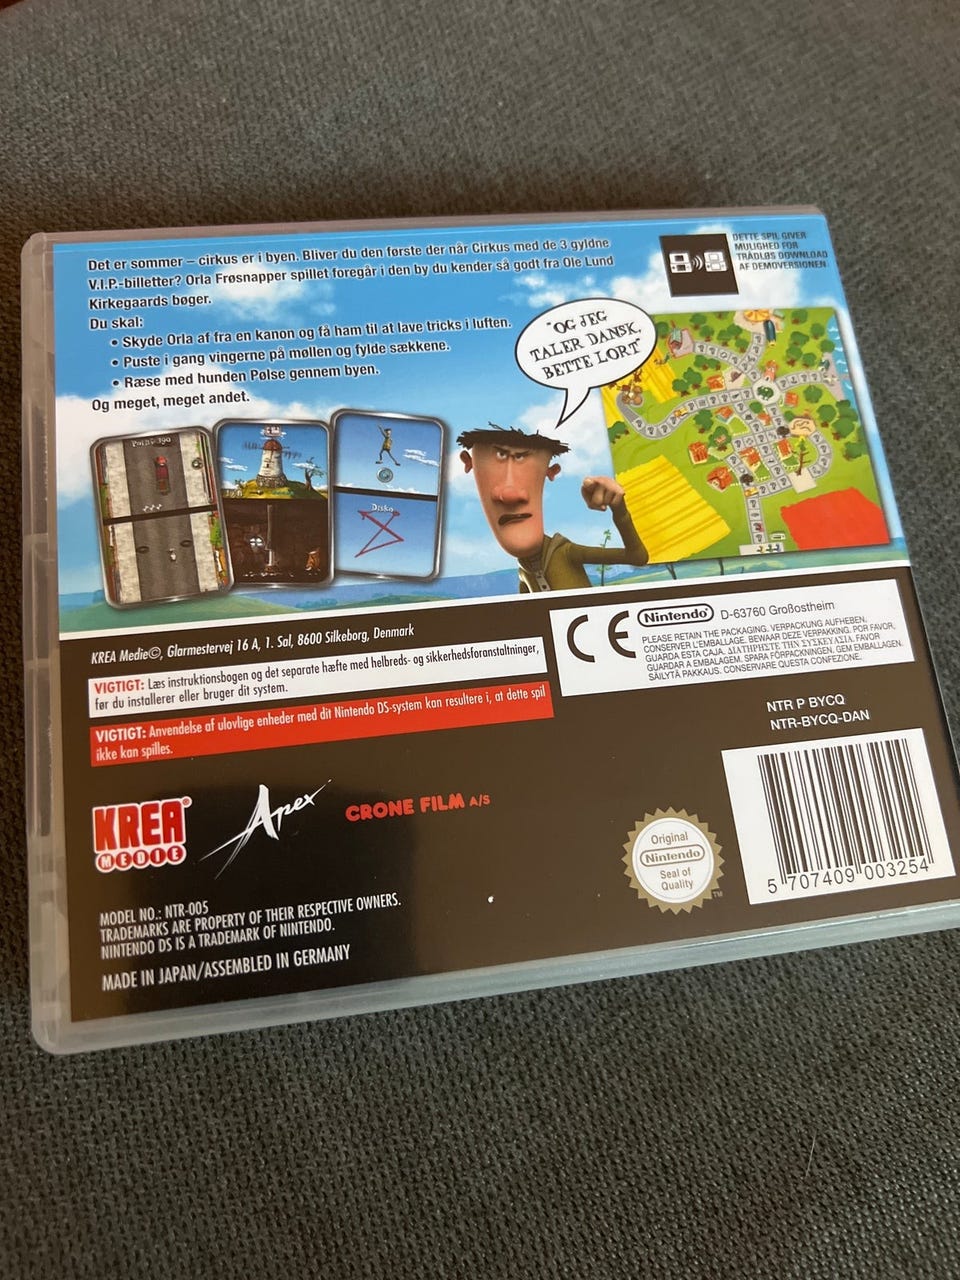 Det er sommer – cirkus er i byen. Bliver du den første der når Cirkus med de 3 gyldne
V.I.P.-billetter? Orla Frøsnapper spillet foregår i den by du kender så godt fra Ole Lund
Kirkegaards bøger.
Du skal:
• Skyde Orla af fra en kanon og få ham til at lave tricks i luften.
• Puste i gang vingerne på møllen og fylde sækkene.
• Ræse med hunden Pølse gennem byen.
Og meget, meget andet.
DETTE SPIL GIVER
MULIGHED FOR
TRÅDLØS DOWNLOAD
AF DEMOVERSIONEN
"OG JEG
TALER DANSK,
BETTE LORT"
Disko
KREA Medie©, Glarmestervej 16 A, 1. Sal, 8600 Silkeborg, Denmark
VIGTIGT: Læs instruktionsbogen og det separate hæfte med helbreds- og sikkerhedsforanstaltninger,
før du installerer eller bruger dit system.
VIGTIGT: Anvendelse af ulovlige enheder med dit Nintendo DS-system kan resultere i, at dette spil
ikke kan spilles.
CE Nintendo® D-63760 Großostheim
PLEASE RETAIN THE PACKAGING. VERPACKUNG AUFHEBEN.
CONSERVER L'EMBALLAGE. BEWAAR DEZE VERPAKKING. POR FAVOR,
GUARDA ESTA CAJA. ΔΙΑΤΗΡΗΣΤΕ ΤΗΝ ΣΥΣΚΕΥΑΣΙΑ. FAVOR
GUARDAR A EMBALAGEM. SPARA FÖRPACKNINGEN. GEM EMBALLAGEN.
SÄILYTÄ PAKKAUS. CONSERVARE QUESTA CONFEZIONE.
NTR P BYCQ
NTR-BYCQ-DAN
KREA®
MEDIE
Apex
CRONE FILM A/S
Original
Nintendo
Seal of
Quality
TM
5 707409 003254
MODEL NO.: NTR-005
TRADEMARKS ARE PROPERTY OF THEIR RESPECTIVE OWNERS.
NINTENDO DS IS A TRADEMARK OF NINTENDO.
MADE IN JAPAN/ASSEMBLED IN GERMANY